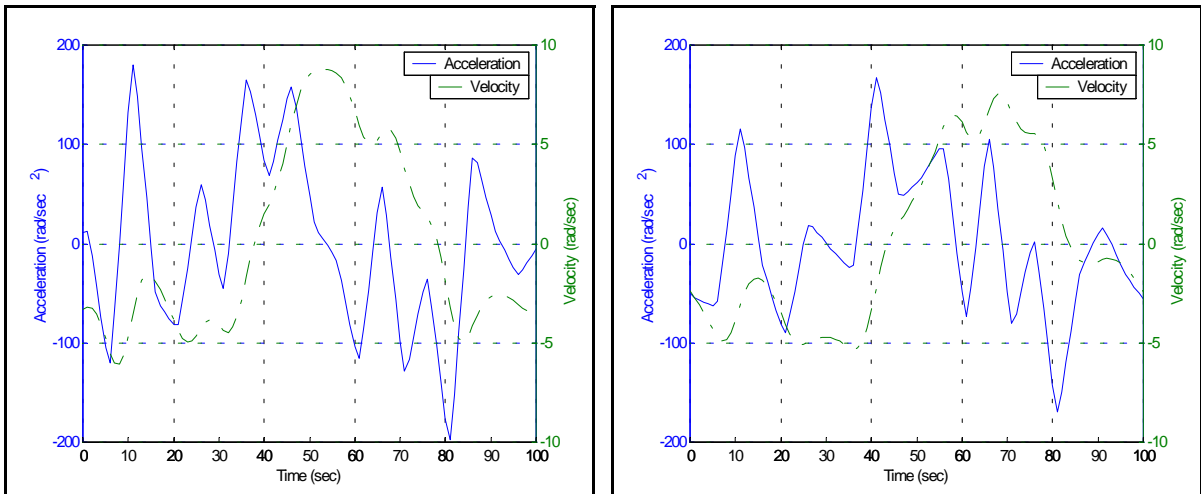 200
100
0
-100
-200
Acceleration (rad/sec 2)
10
5
0
-5
-10
Velocity (rad/sec)
Acceleration
Velocity
0 10 20 30 40 50 60 70 80 90 100
Time (sec)
200
100
0
-100
-200
Acceleration (rad/sec 2)
10
5
0
-5
-10
Velocity (rad/sec)
Acceleration
Velocity
0 10 20 30 40 50 60 70 80 90 100
Time (sec)